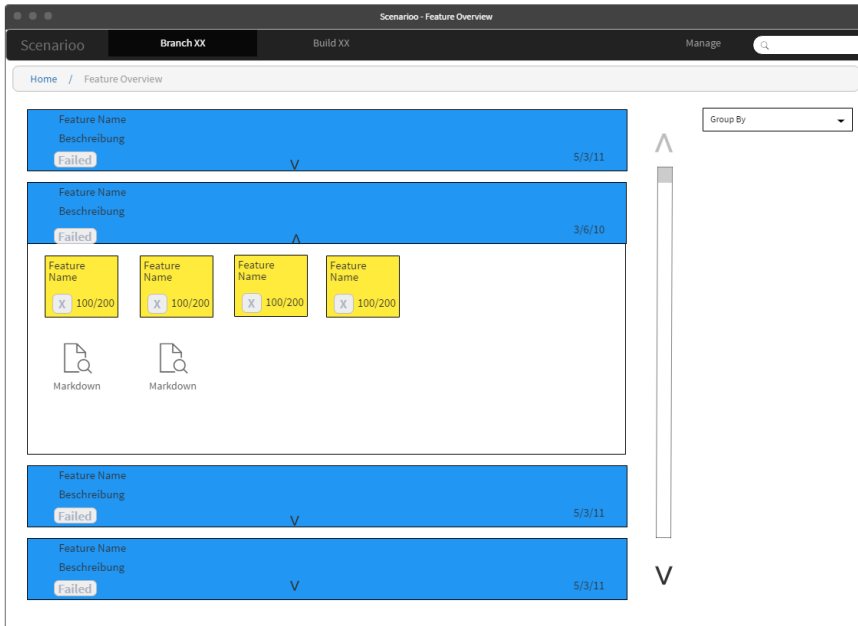 Scenarioo - Feature Overview
Scenarioo
Branch XX
Build XX
Manage
Home / Feature Overview
Group By
Feature Name
Beschreibung
Failed
V
5/3/11
Feature Name
Beschreibung
Failed
3/6/10
Feature
Name
X 100/200
Feature
Name
X 100/200
Feature
Name
X 100/200
Feature
Name
X 100/200
Markdown
Markdown
Feature Name
Beschreibung
Failed
V
5/3/11
Feature Name
Beschreibung
Failed
V
5/3/11
V